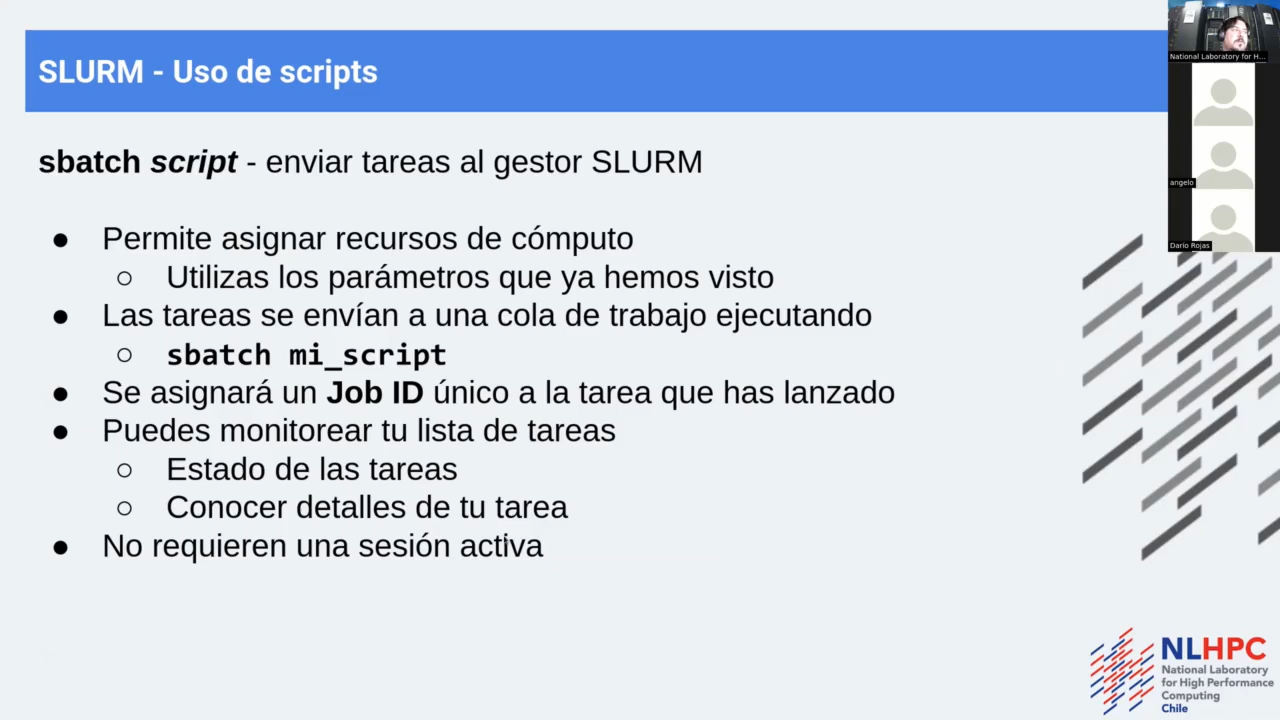 SLURM - Uso de scripts
National Laboratory for H...
sbatch script - enviar tareas al gestor SLURM
angelo
Darío Rojas
● Permite asignar recursos de cómputo
○ Utilizas los parámetros que ya hemos visto
● Las tareas se envían a una cola de trabajo ejecutando
○ sbatch mi_script
● Se asignará un Job ID único a la tarea que has lanzado
● Puedes monitorear tu lista de tareas
○ Estado de las tareas
○ Conocer detalles de tu tarea
● No requieren una sesión activa
NLHPC
National Laboratory
for High Performance
Computing
Chile